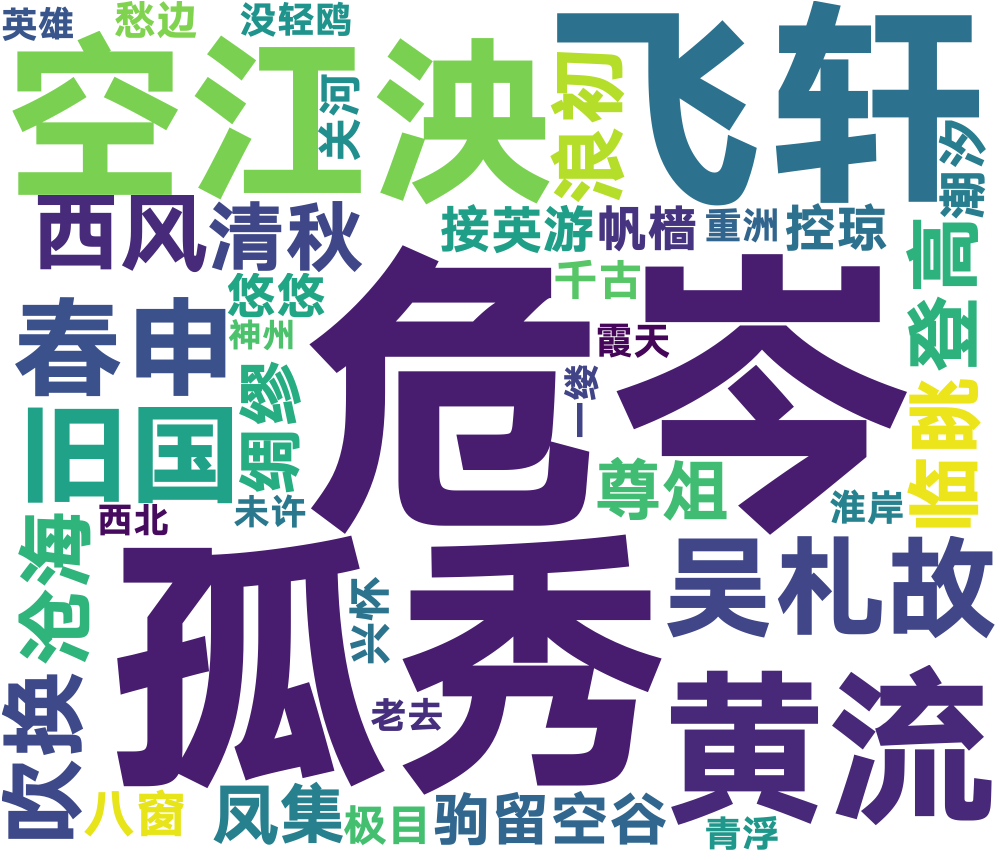 英雄
愁边
没轻鸥
空江泱
关河
浪初
飞轩
潮汐
西风
清秋
接英游
帆樯
重洲
控琼
登高
悠悠
千古
神州
危岑
霞天
春申
一缕
绸缪
旧国
临眺
尊俎
淮岸
未许
西北
沧海
孤秀
吴札故
兴怀
黄流
吹换
老去
八窗
凤集
极目
驹留空谷
青浮